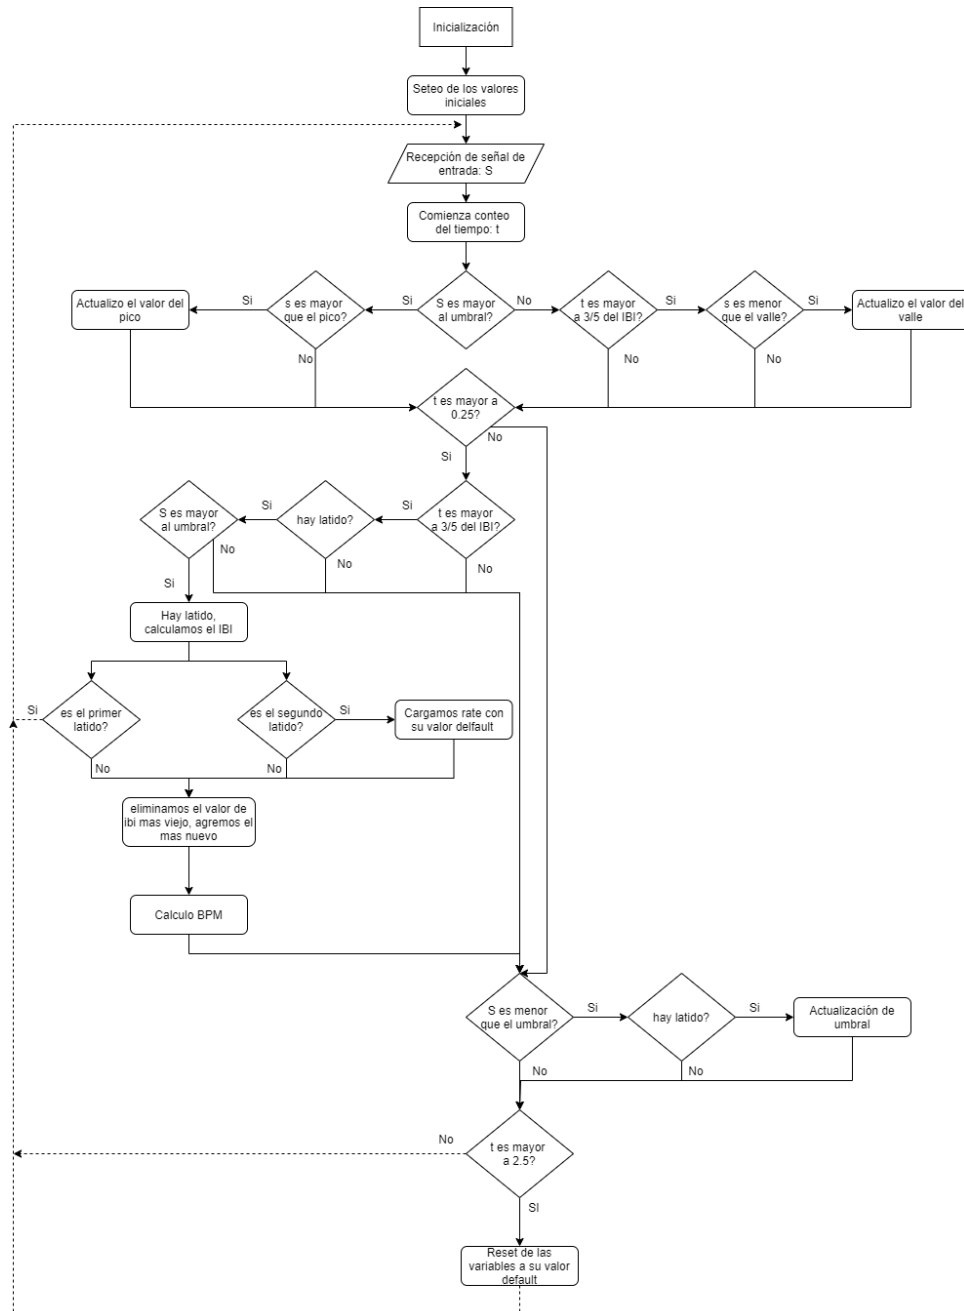 Inicialización
Seteo de los valores
iniciales
Recepción de señal de
entrada: S
Comienza conteo
del tiempo: t
Actualizo el valor del
pico
Si
s es mayor
que el pico?
Si
S es mayor
al umbral?
No
t es mayor
a 3/5 del IBI?
Si
s es menor
que el valle?
Si
Actualizo el valor del
valle
No
No
No
t es mayor a
0.25?
No
Si
S es mayor
al umbral?
Si
hay latido?
Si
t es mayor
a 3/5 del IBI?
No
No
No
Si
Hay latido,
calculamos el IBI
Si
es el primer
latido?
es el segundo
latido?
Si
Cargamos rate con
su valor delfault
No
No
eliminamos el valor de
ibi mas viejo, agremos el
mas nuevo
Calculo BPM
S es menor
que el umbral?
Si
hay latido?
Si
Actualización de
umbral
No
No
No
t es mayor
a 2.5?
SI
Reset de las
variables a su valor
default